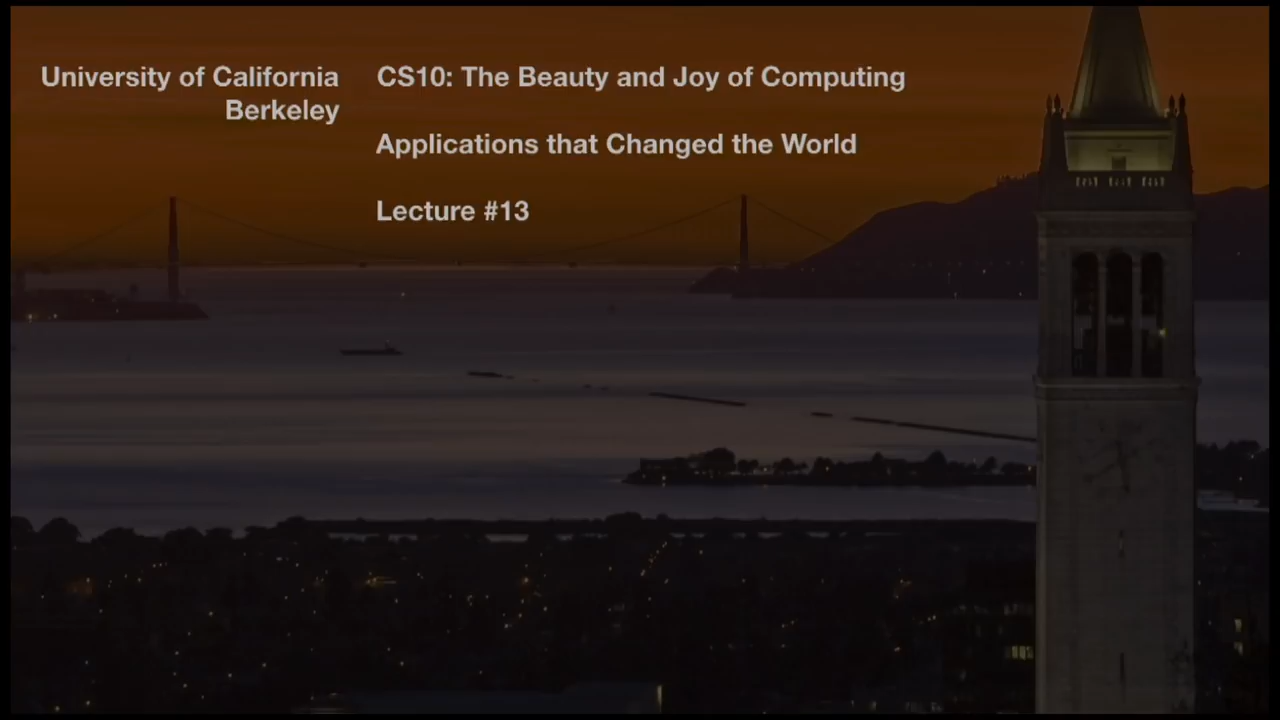 University of California
Berkeley
CS10: The Beauty and Joy of Computing
Applications that Changed the World
Lecture #13